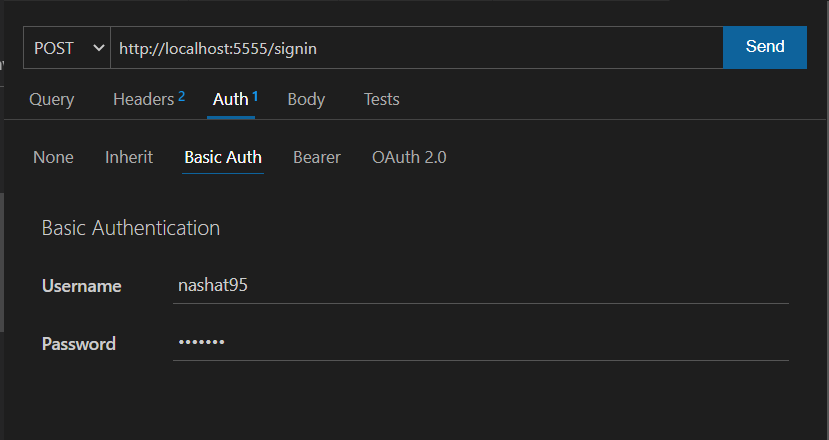 POST http://localhost:5555/signin Send
Query Headers 2 Auth 1 Body Tests
None Inherit Basic Auth Bearer OAuth 2.0
Basic Authentication
Username nashat95
Password •••••••